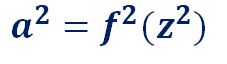 a² = f²(z²)